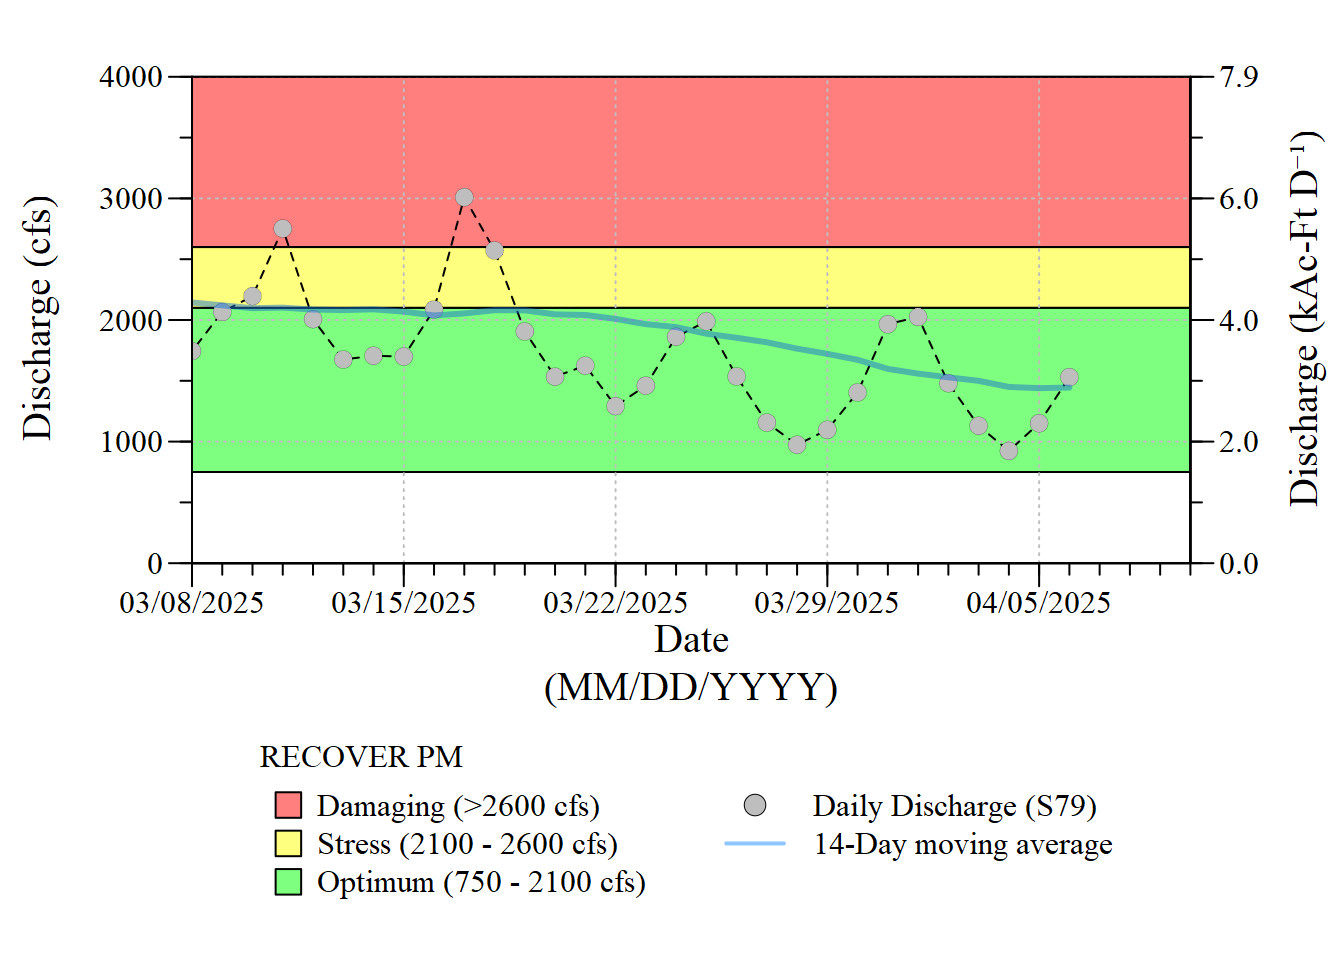 4000
3000
2000
1000
0
Discharge (cfs)
7.9
6.0
4.0
2.0
0.0
Discharge (kAc-Ft D⁻¹)
03/08/2025 03/15/2025 03/22/2025 03/29/2025 04/05/2025
Date
(MM/DD/YYYY)
RECOVER PM
Damaging (>2600 cfs)
Stress (2100 - 2600 cfs)
Optimum (750 - 2100 cfs)
Daily Discharge (S79)
14-Day moving average